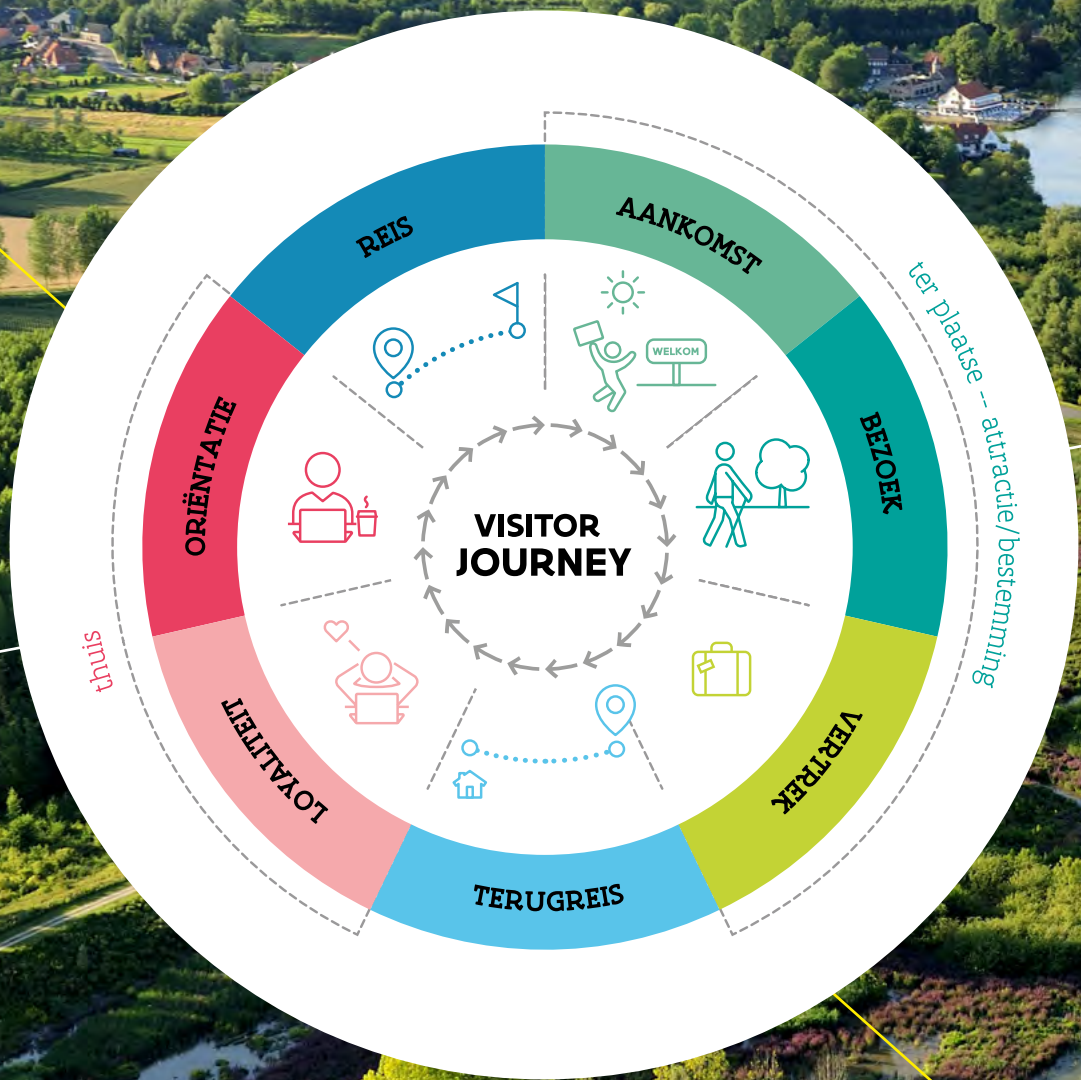 VISITOR
JOURNEY
REIS
AANKOMST
WELKOM
BEZOEK
VERTREK
TERUGREIS
LOYALITEIT
ORIËNTATIE
ter plaatse -- attractie/bestemming
thuis